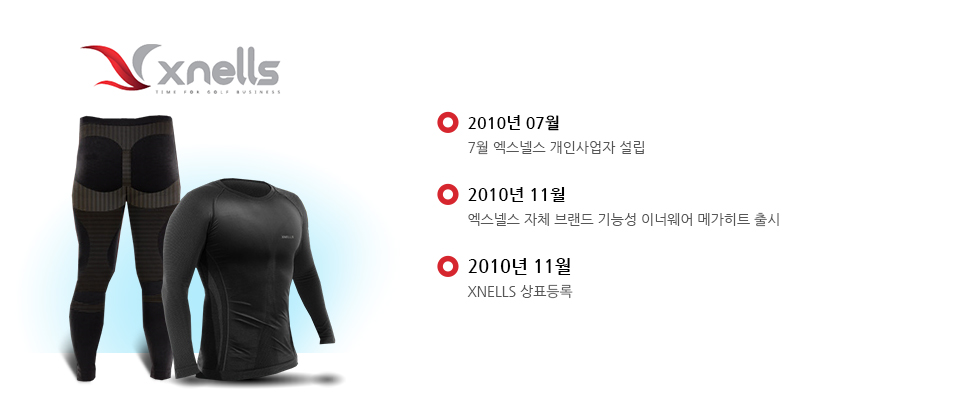 xnells
TIME FOR GOLF BUSINESS
2010년 07월
7월 엑스넬스 개인사업자 설립
2010년 11월
엑스넬스 자체 브랜드 기능성 이너웨어 메가히트 출시
2010년 11월
XNELLS 상표등록